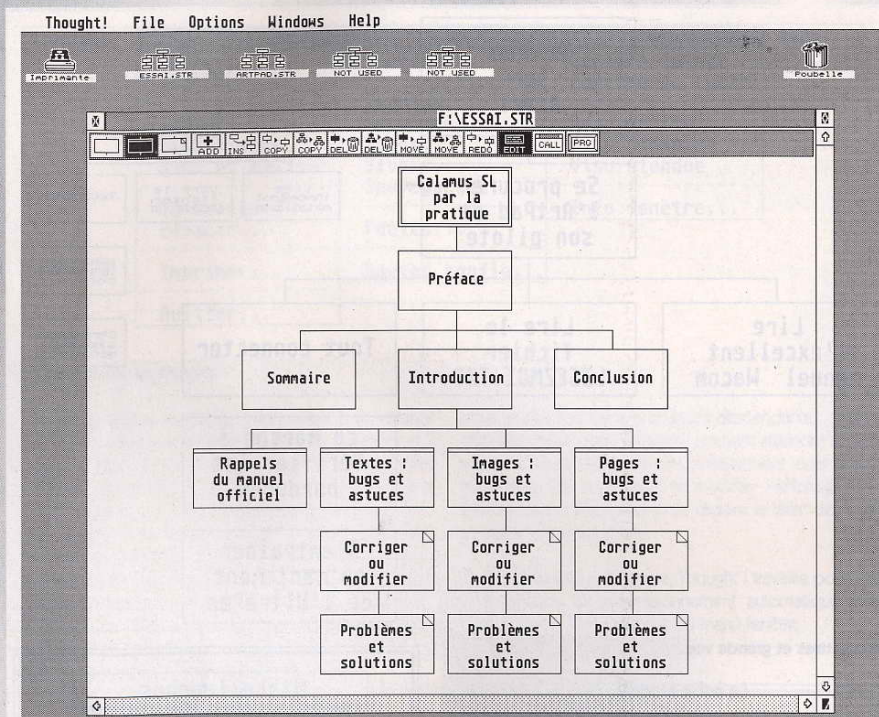 Thought! File Options Windows Help
Imprimante
ESSAI.STR
ARTPAD.STR
NOT USED
NOT USED
Poubelle
F:\ESSAI.STR
ADD INS COPY COPY DEL DEL MOVE MOVE REDO EDIT CALL PRG
Calamus SL
par la
pratique
Préface
Sommaire
Introduction
Conclusion
Rappels
du manuel
officiel
Textes :
bugs et
astuces
Images :
bugs et
astuces
Pages :
bugs et
astuces
Corriger
ou
modifier
Corriger
ou
modifier
Corriger
ou
modifier
Problèmes
et
solutions
Problèmes
et
solutions
Problèmes
et
solutions